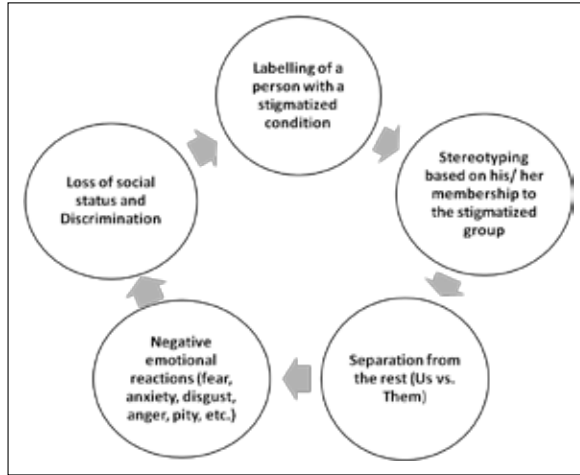 Labelling of a
person with a
stigmatized
condition
Stereotyping
based on his/ her
membership to
the stigmatized
group
Separation from
the rest (Us vs.
Them)
Negative
emotional
reactions (fear,
anxiety, disgust,
anger, pity, etc.)
Loss of social
status and
Discrimination